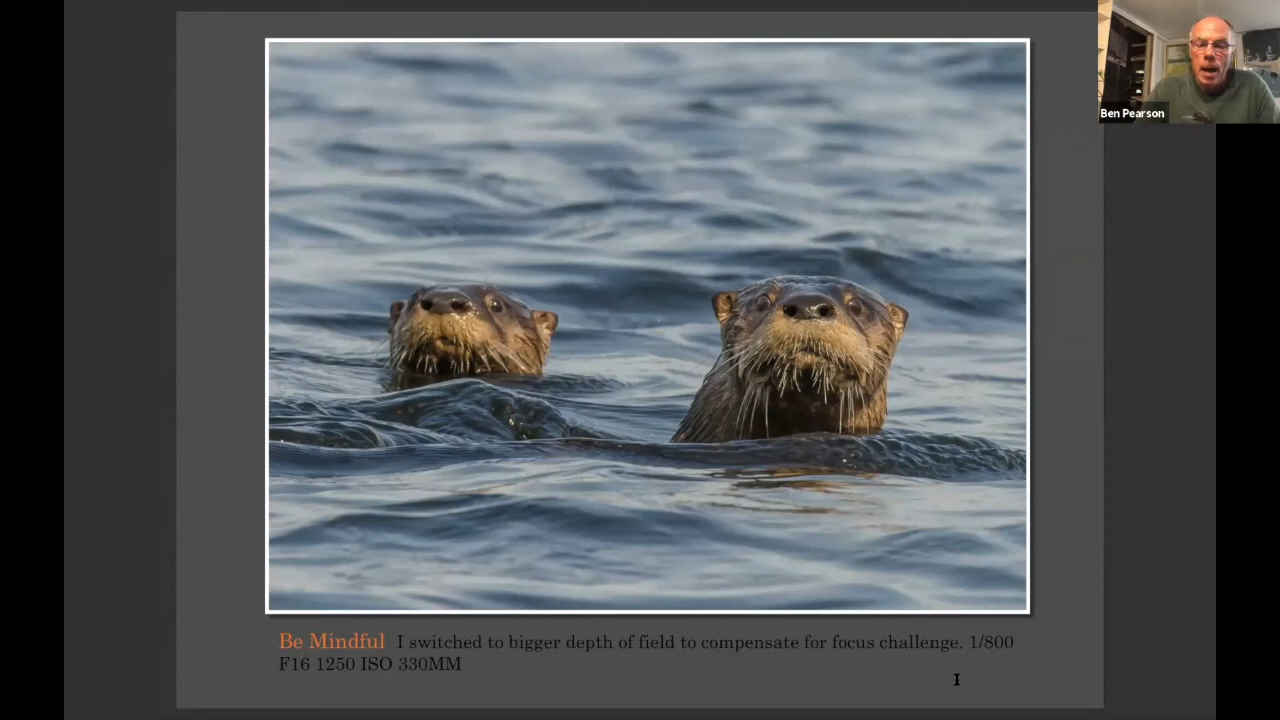 Ben Pearson
Be Mindful I switched to bigger depth of field to compensate for focus challenge. 1/800
F16 1250 ISO 330MM